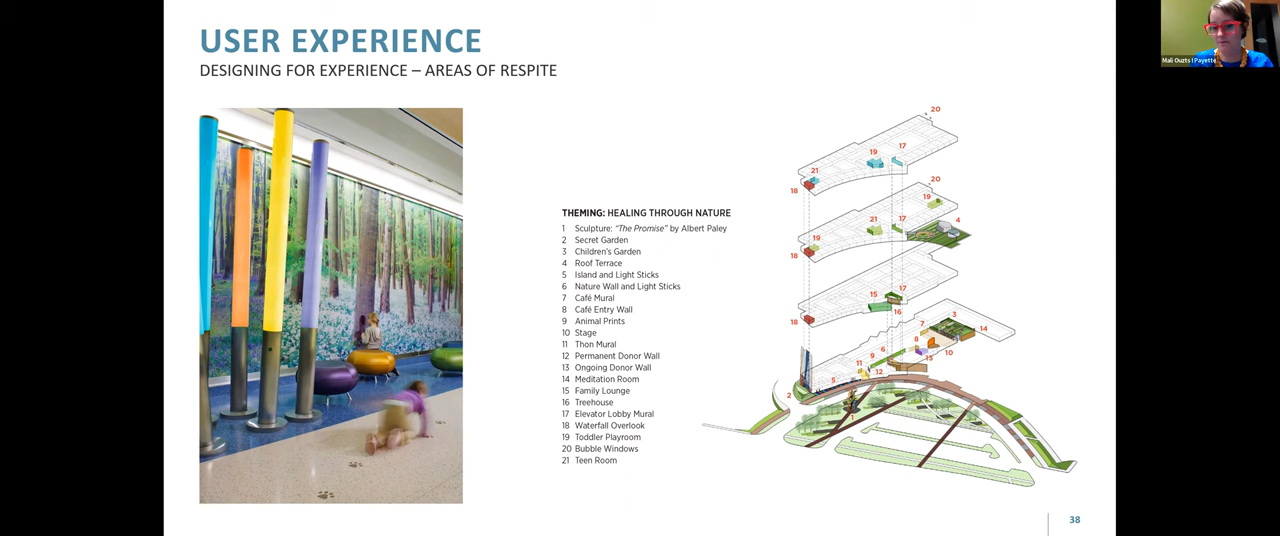 USER EXPERIENCE
DESIGNING FOR EXPERIENCE – AREAS OF RESPITE
Mali Ouzts I Payette
THEMING: HEALING THROUGH NATURE
1 Sculpture: "The Promise" by Albert Paley
2 Secret Garden
3 Children's Garden
4 Roof Terrace
5 Island and Light Sticks
6 Nature Wall and Light Sticks
7 Café Mural
8 Café Entry Wall
9 Animal Prints
10 Stage
11 Thon Mural
12 Permanent Donor Wall
13 Ongoing Donor Wall
14 Meditation Room
15 Family Lounge
16 Treehouse
17 Elevator Lobby Mural
18 Waterfall Overlook
19 Toddler Playroom
20 Bubble Windows
21 Teen Room
20
17
19
21
18
20
19
4
17
21
19
18
17
15
16
18
3
7
14
8
6
10
13
9
11
12
5
2
1
38